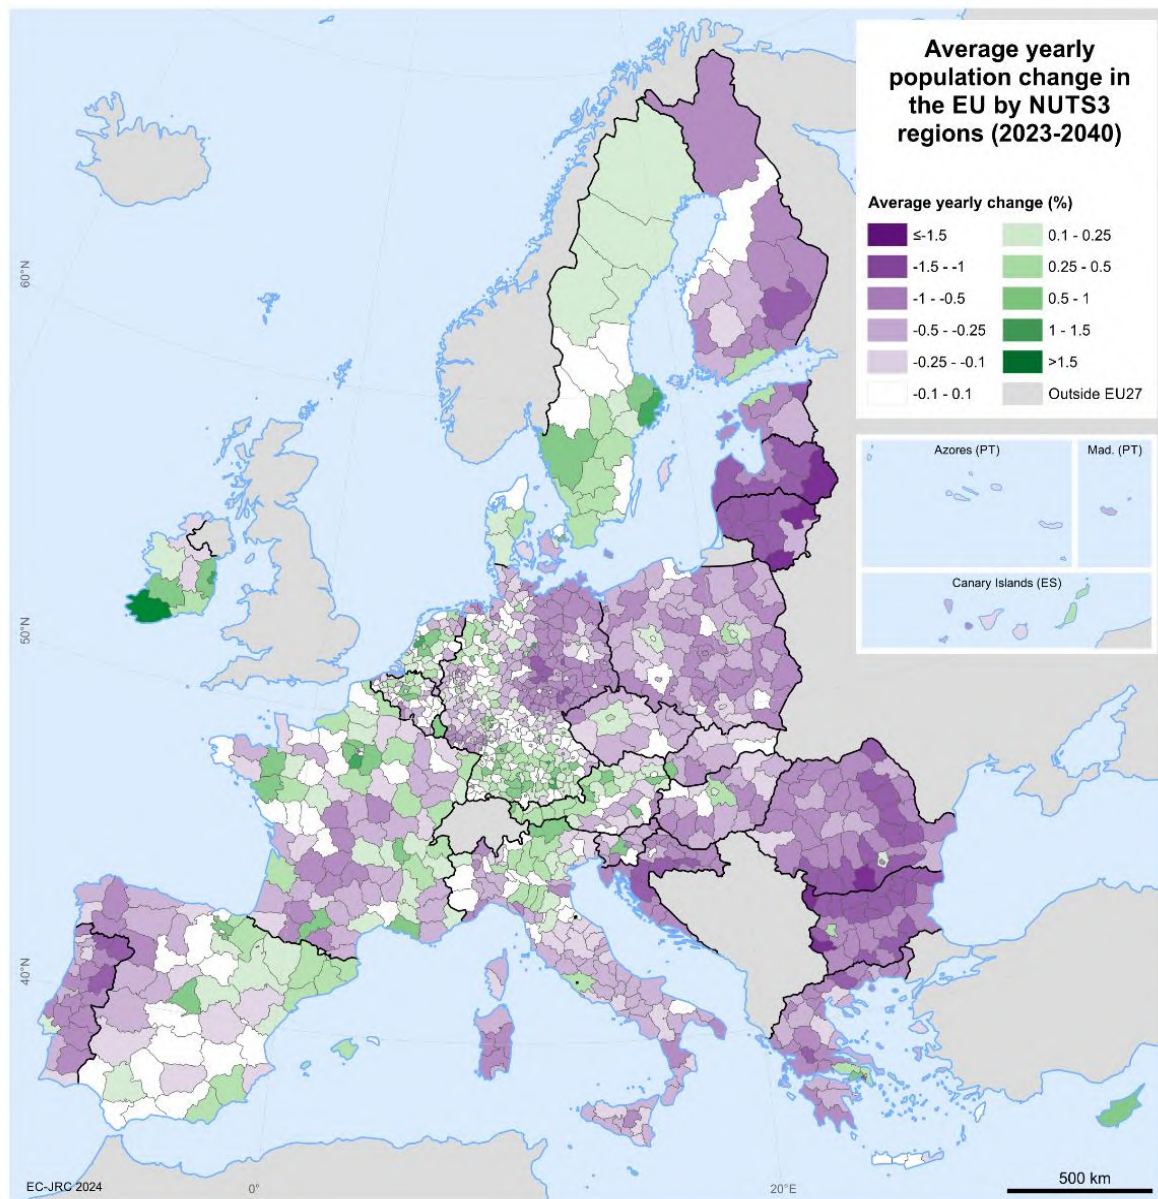 Average yearly
population change in
the EU by NUTS3
regions (2023-2040)
Average yearly change (%)
≤-1.5
-1.5 - -1
-1 - -0.5
-0.5 - -0.25
-0.25 - -0.1
-0.1 - 0.1
0.1 - 0.25
0.25 - 0.5
0.5 - 1
1 - 1.5
>1.5
Outside EU27
Azores (PT)
Mad. (PT)
Canary Islands (ES)
60°N
50°N
40°N
EC-JRC 2024
0°
20°E
500 km